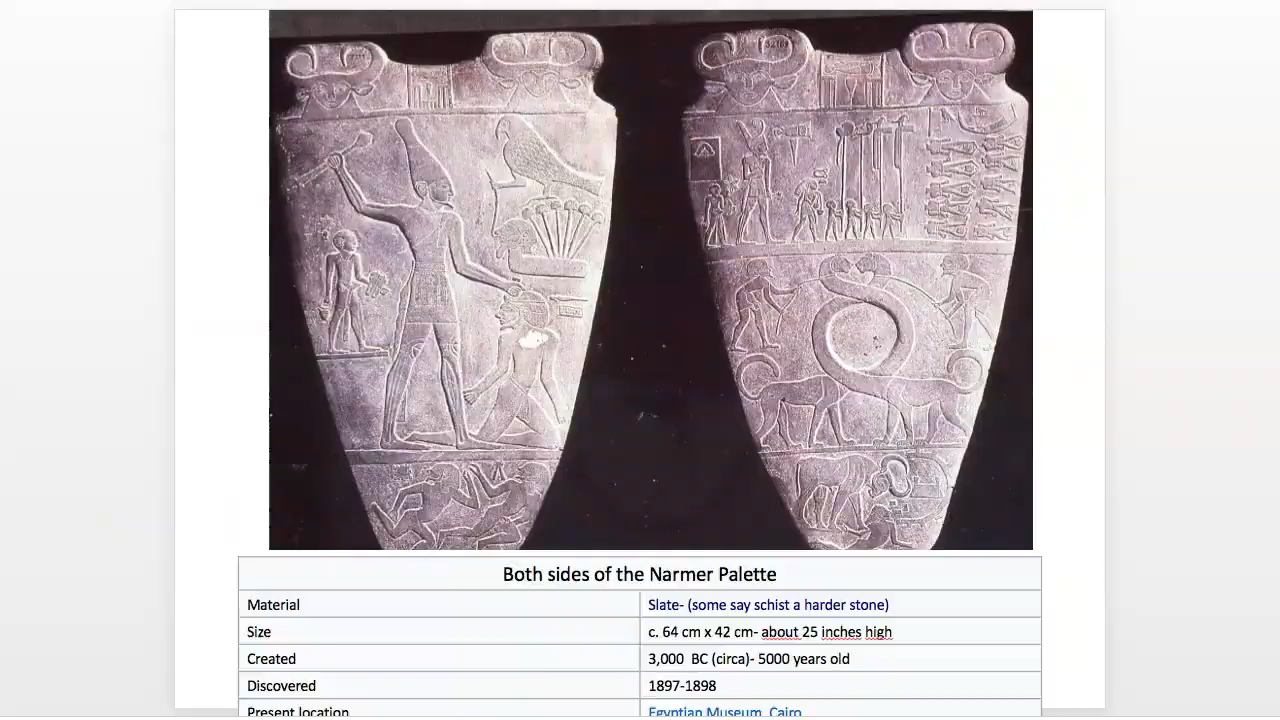 Both sides of the Narmer Palette
Material Slate- (some say schist a harder stone)
Size c. 64 cm x 42 cm- about 25 inches high
Created 3,000 BC (circa)- 5000 years old
Discovered 1897-1898
Present location Egyptian Museum, Cairo